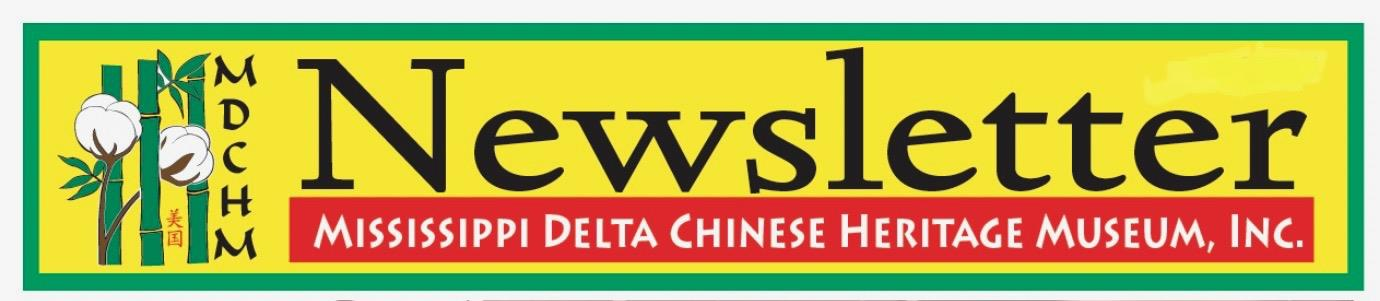 MDCHM
美国
Newsletter
MISSISSIPPI DELTA CHINESE HERITAGE MUSEUM, INC.